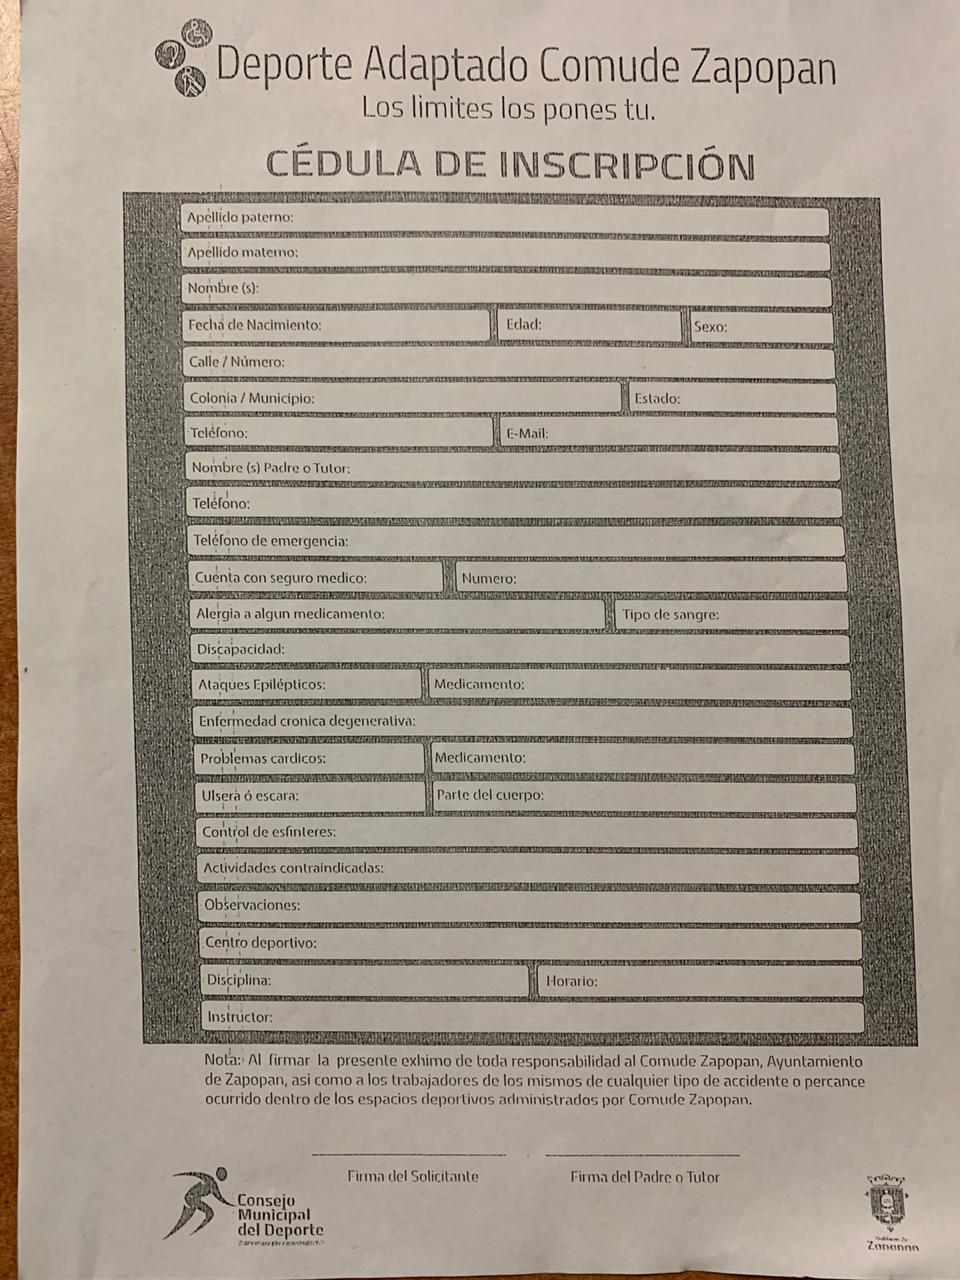 Deporte Adaptado Comude Zapopan
Los limites los pones tu.
CÉDULA DE INSCRIPCIÓN
Apellido paterno:
Apellido materno:
Nombre (s):
Fecha de Nacimiento: Edad: Sexo:
Calle / Número:
Colonia / Municipio: Estado:
Teléfono: E-Mail:
Nombre (s) Padre o Tutor:
Teléfono:
Teléfono de emergencia:
Cuenta con seguro medico: Numero:
Alergia a algun medicamento: Tipo de sangre:
Discapacidad:
Ataques Epilépticos: Medicamento:
Enfermedad cronica degenerativa:
Problemas cardicos: Medicamento:
Ulsera ó escara: Parte del cuerpo:
Control de esfinteres:
Actividades contraindicadas:
Observaciones:
Centro deportivo:
Disciplina: Horario:
Instructor:
Nota: Al firmar la presente exhimo de toda responsabilidad al Comude Zapopan, Ayuntamiento
de Zapopan, asi como a los trabajadores de los mismos de cualquier tipo de accidente o percance
ocurrido dentro de los espacios deportivos administrados por Comude Zapopan.
Firma del Solicitante Firma del Padre o Tutor
Consejo
Municipal
del Deporte
Zapopan